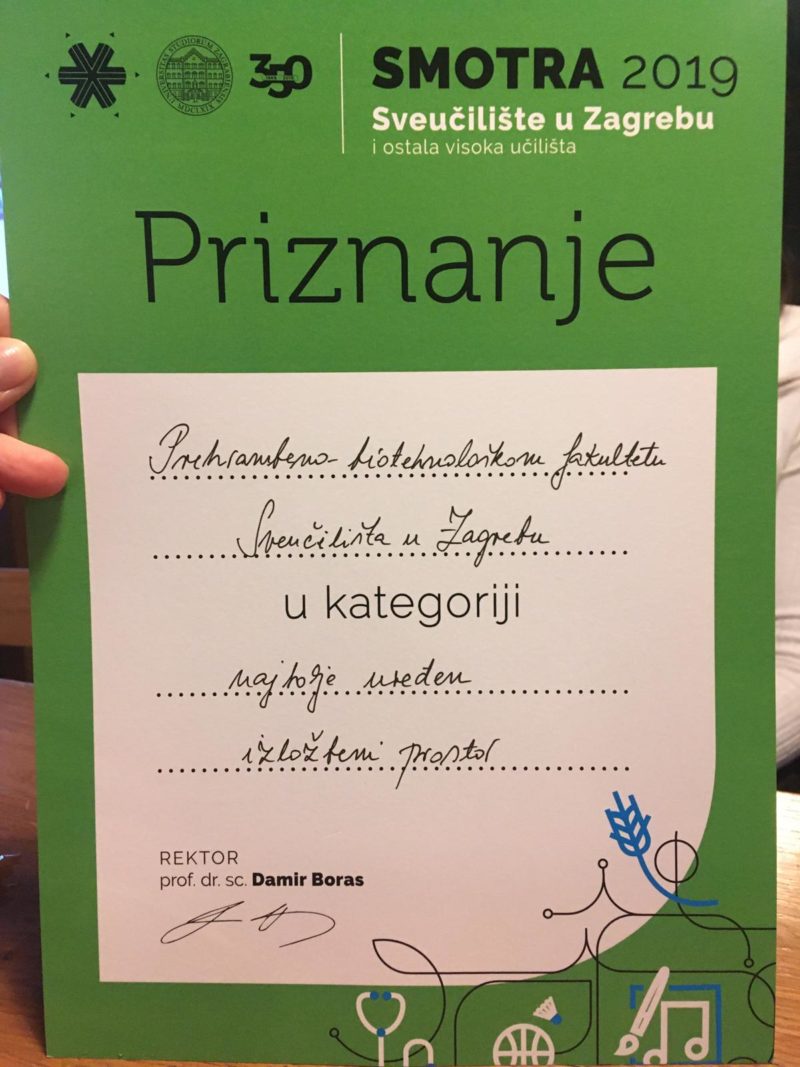 350
SMOTRA 2019
Sveučilište u Zagrebu
i ostala visoka učilišta
Priznanje
Prehrambeno-biotehnološkom fakultetu
Sveučilišta u Zagrebu
u kategoriji
najbolje uređen
izložbeni prostor
REKTOR
prof. dr. sc. Damir Boras